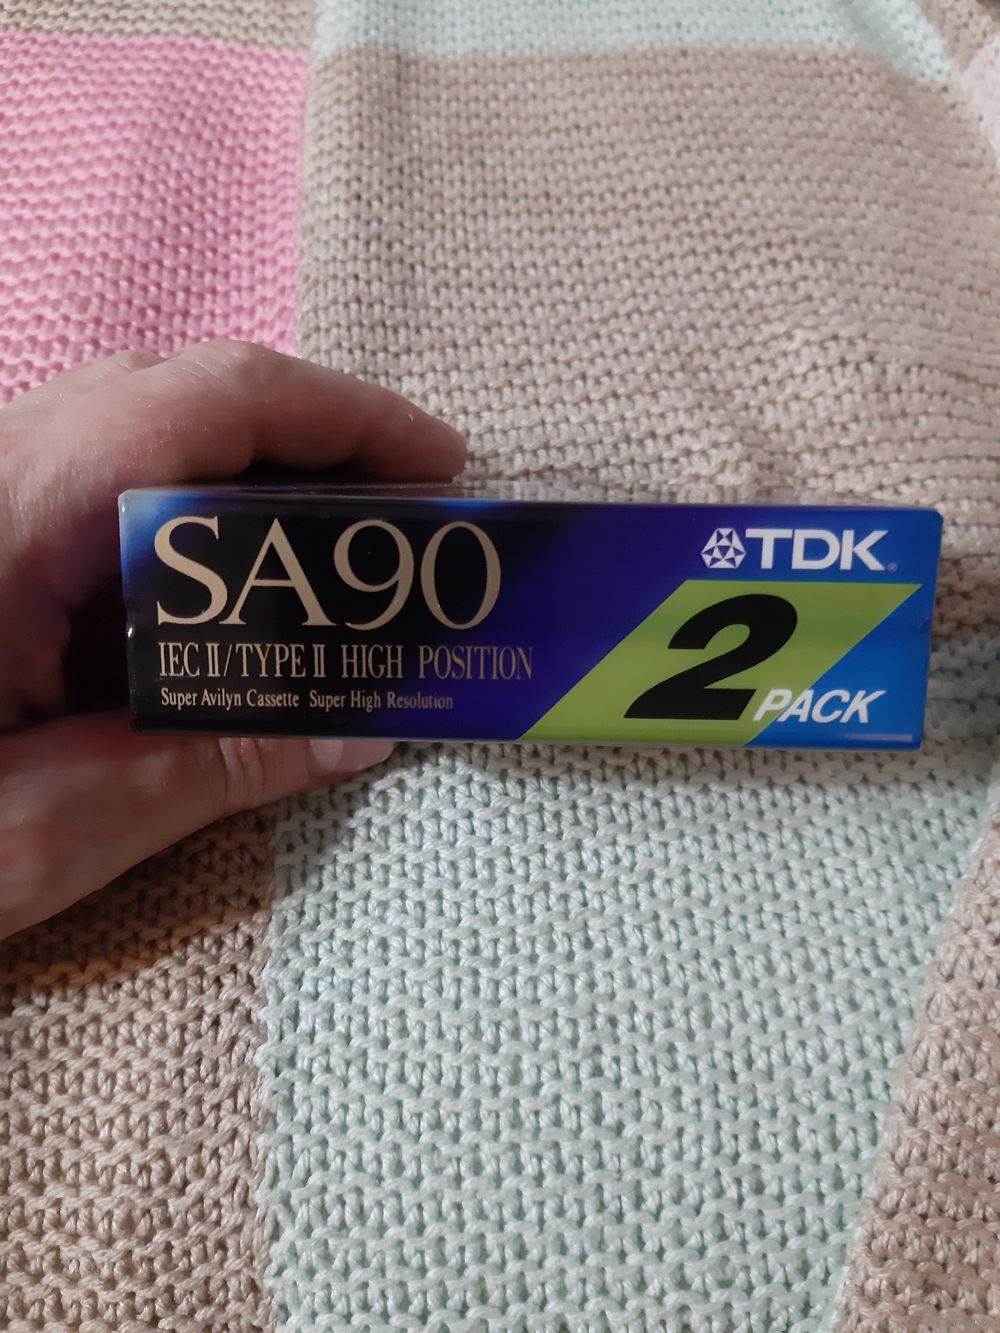 SA90
IEC II/TYPE II HIGH POSITION
Super Avilyn Cassette Super High Resolution
TDK®
2
PACK